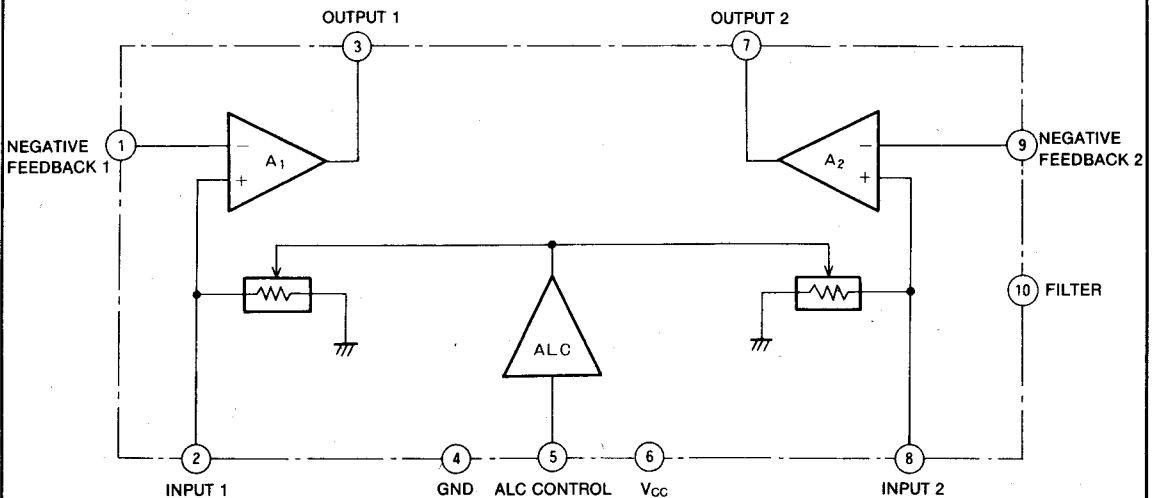 OUTPUT 1
OUTPUT 2
3
7
NEGATIVE
FEEDBACK 1
1
−
A1
+
−
A2
+
9
NEGATIVE
FEEDBACK 2
10
FILTER
ALC
2
4
5
6
8
INPUT 1
GND
ALC CONTROL
VCC
INPUT 2